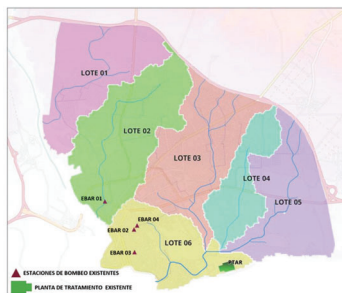 LOTE 01
LOTE 02
LOTE 03
LOTE 04
LOTE 05
EBAR 01
EBAR 04
EBAR 02
LOTE 06
EBAR 03
PTAR
ESTACIONES DE BOMBEO EXISTENTES
PLANTA DE TRATAMIENTO EXISTENTE